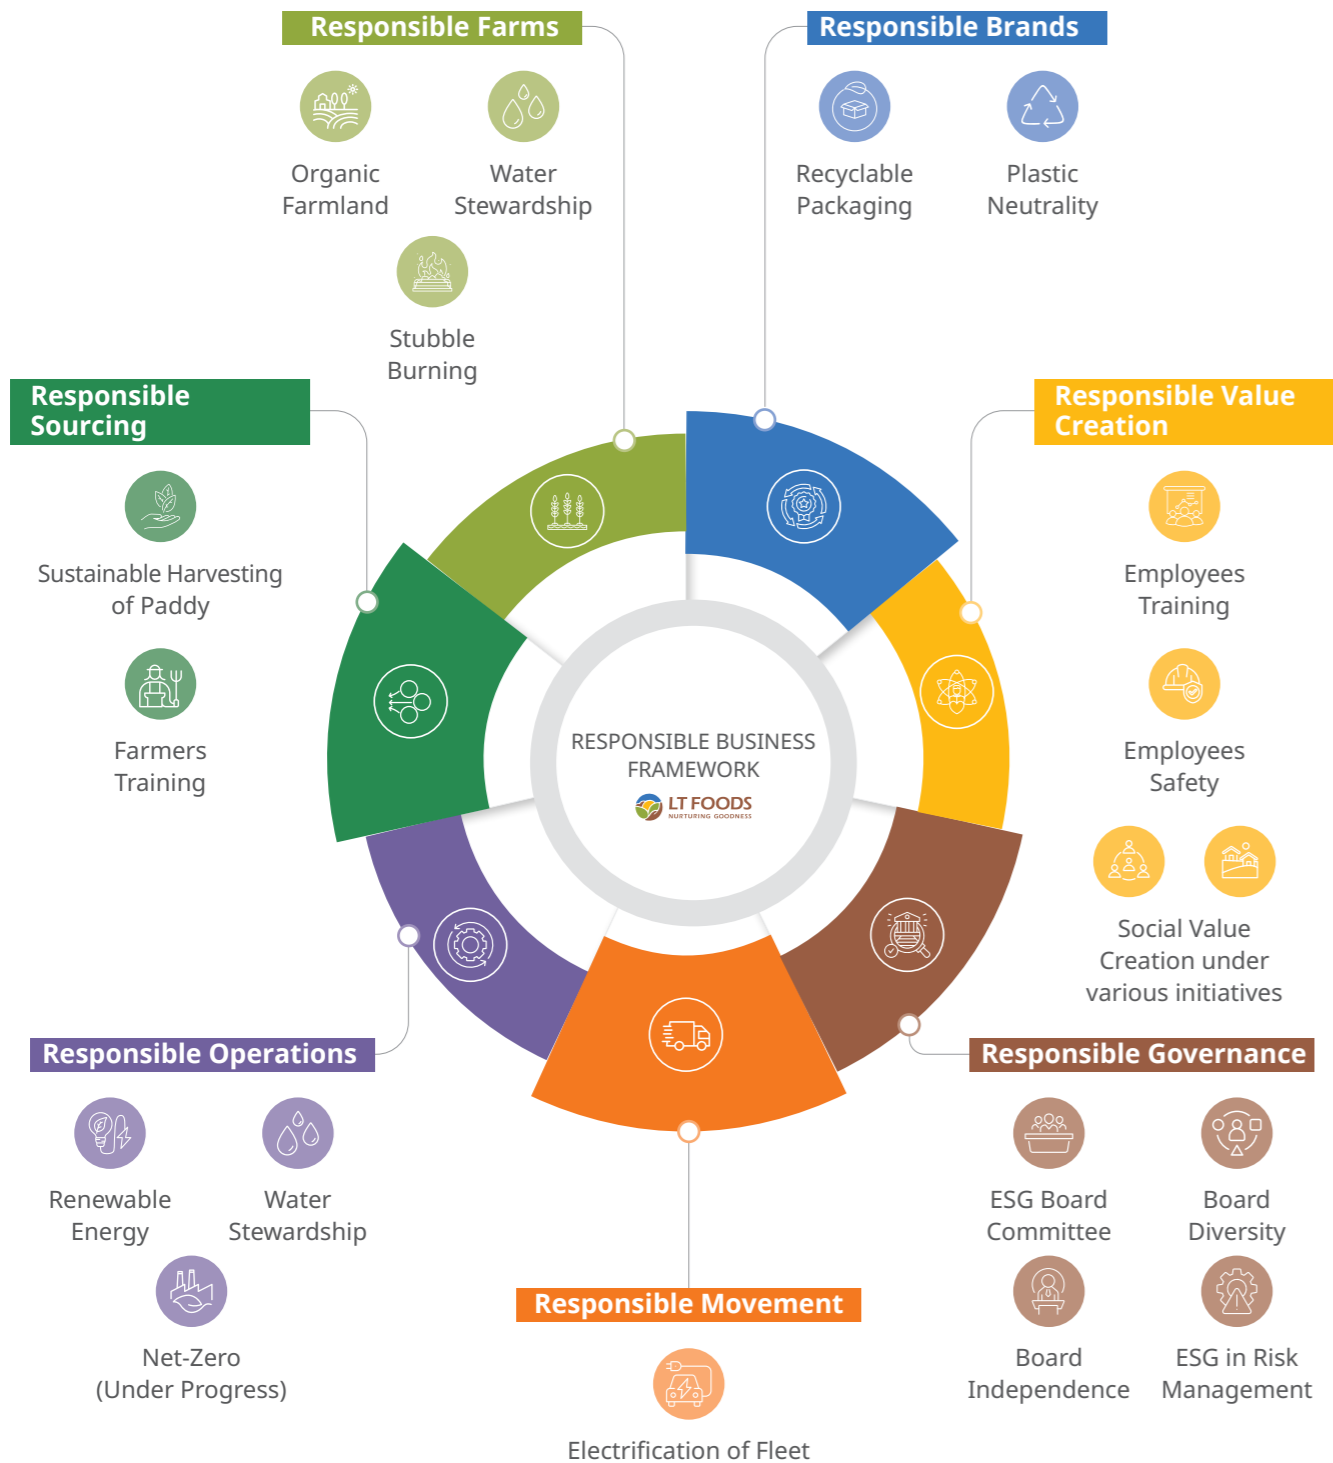 Responsible Farms
Organic
Farmland
Water
Stewardship
Stubble
Burning
Responsible Brands
Recyclable
Packaging
Plastic
Neutrality
Responsible
Sourcing
Sustainable Harvesting
of Paddy
Farmers
Training
Responsible Value
Creation
Employees
Training
Employees
Safety
Social Value
Creation under
various initiatives
RESPONSIBLE BUSINESS
FRAMEWORK
LT FOODS
NURTURING GOODNESS
Responsible Operations
Renewable
Energy
Water
Stewardship
Net-Zero
(Under Progress)
Responsible Movement
Electrification of Fleet
Responsible Governance
ESG Board
Committee
Board
Diversity
Board
Independence
ESG in Risk
Management